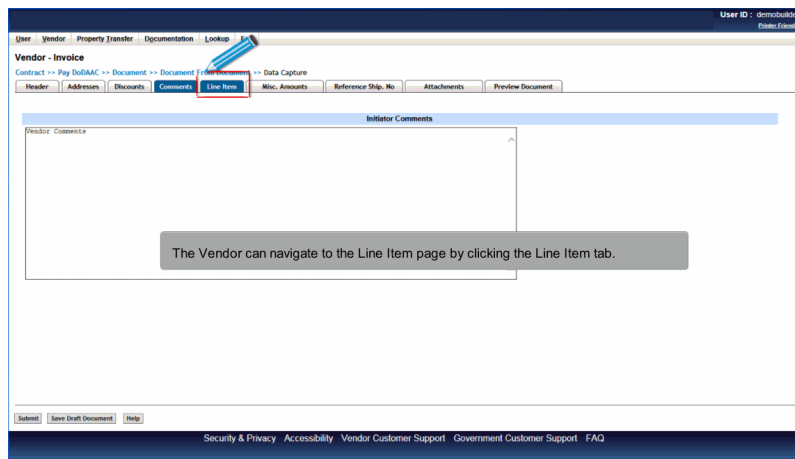 User ID : demobuilde
Printer Friend
User Vendor Property Transfer Documentation Lookup
Vendor - Invoice
Contract >> Pay DoDAAC >> Document >> Document From Document >> Data Capture
Header Addresses Discounts Comments Line Item Misc. Amounts Reference Ship. No Attachments Preview Document
Initiator Comments
Vendor Comments
The Vendor can navigate to the Line Item page by clicking the Line Item tab.
Submit Save Draft Document Help
Security & Privacy Accessibility Vendor Customer Support Government Customer Support FAQ